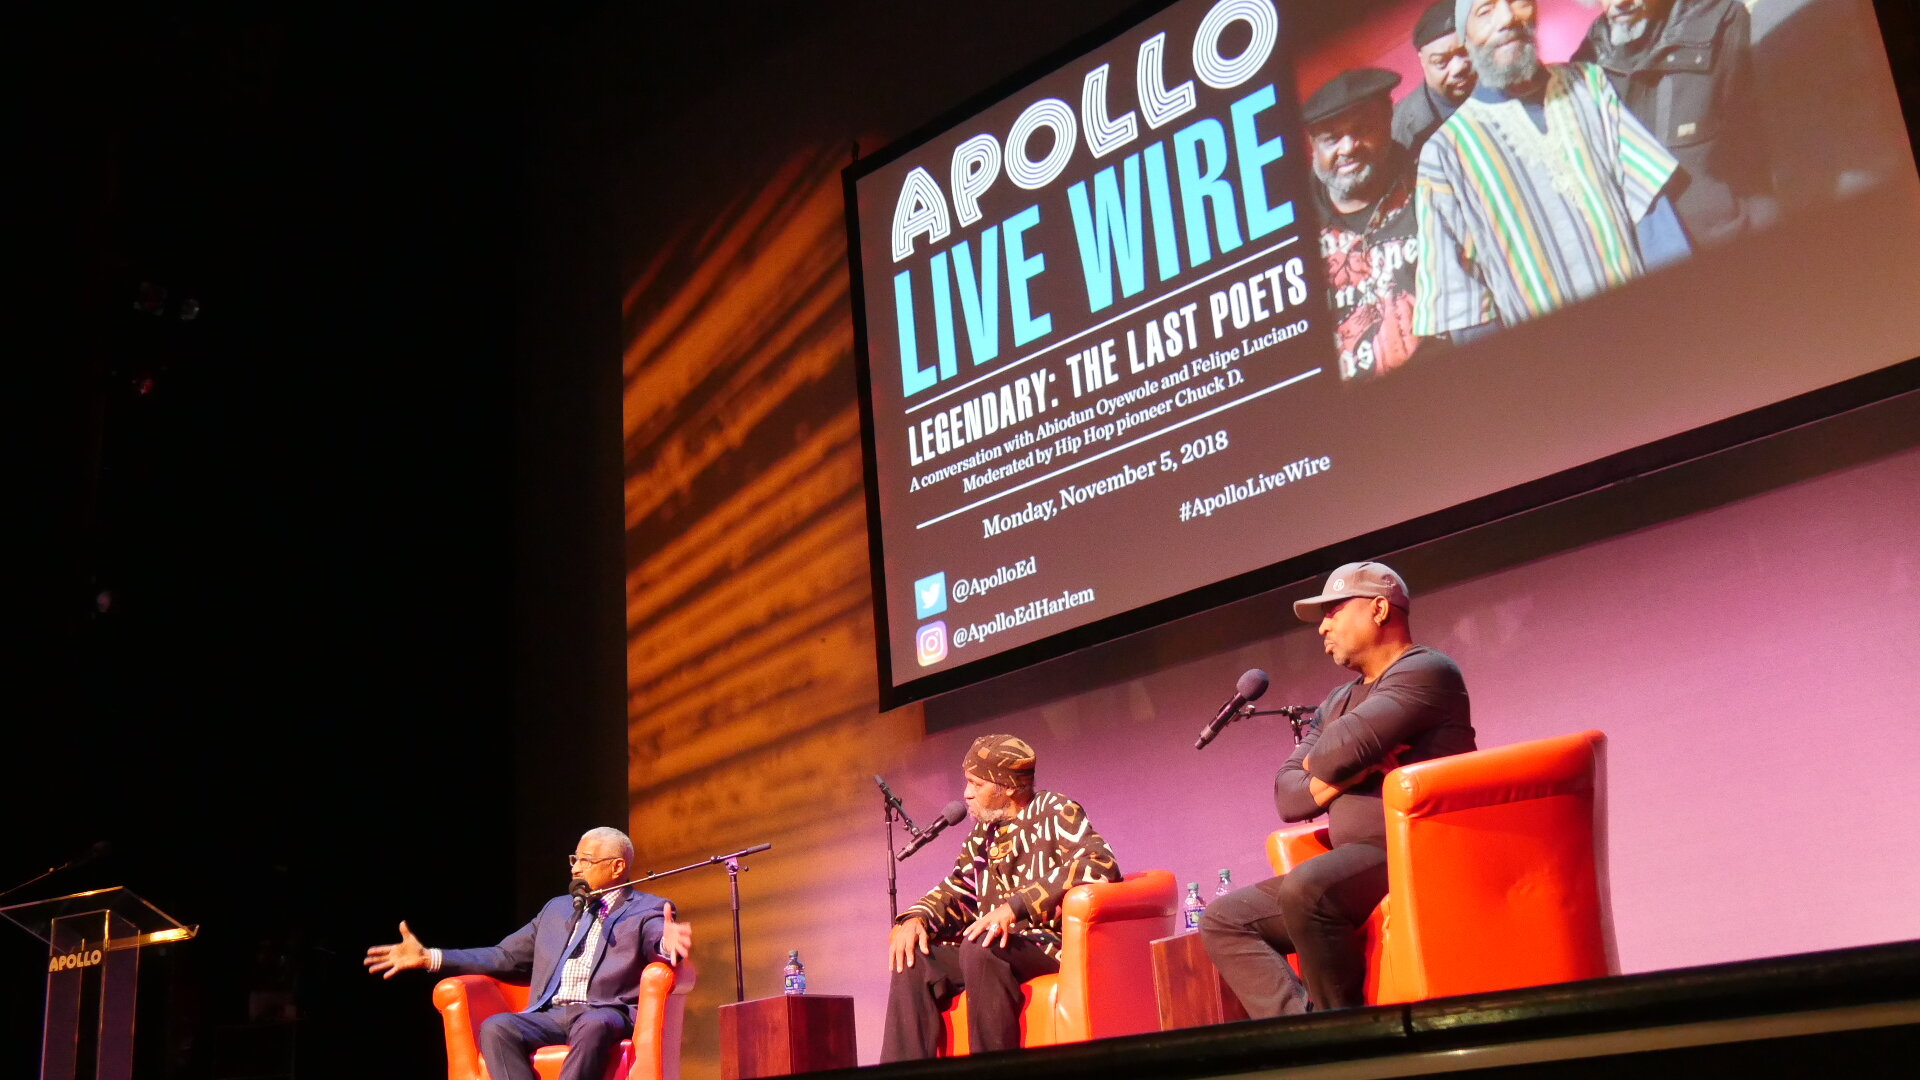 APOLLO
LIVE WIRE
LEGENDARY: THE LAST POETS
A conversation with Abiodun Oyewole and Felipe Luciano
Moderated by Hip Hop pioneer Chuck D.
Monday, November 5, 2018
#ApolloLiveWire
@ApolloEd
@ApolloEdHarlem
the
APOLLO